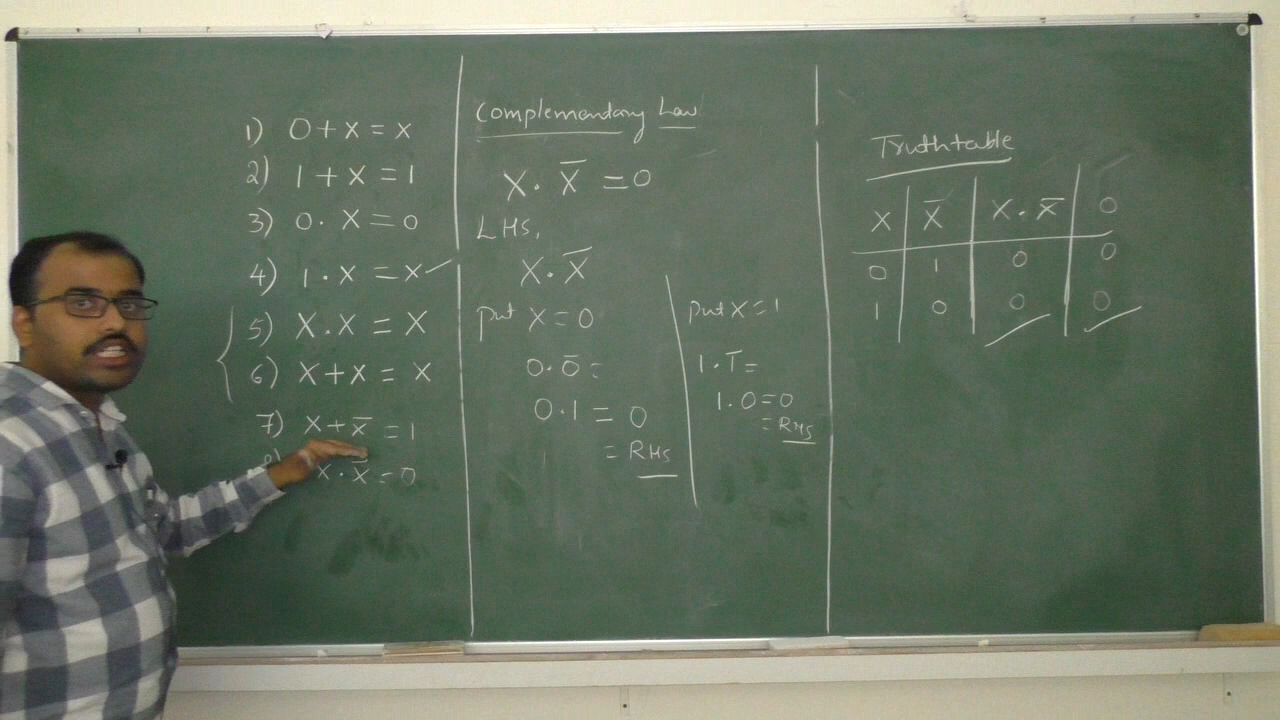 1) 0 + x = x
2) 1 + x = 1
3) 0 . x = 0
4) 1 . x = x ✓
5) X . X = X
6) X + x = X
7) X + x̅ = 1
x . x̅ = 0
Complemendary Law
X . X̅ = 0
LHS,
X . X̅
put X = 0
0 . 0̅ =
0 . 1 = 0
= RHS
put X = 1
1 . 1̅ =
1 . 0 = 0
= RHS
Truthtable
X X̅ X . X̅ 0
0 1 0 0
1 0 0 0